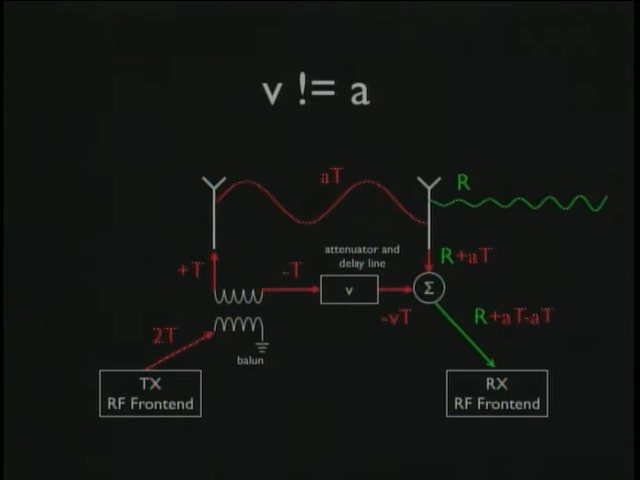 v != a
aT
R
attenuator and
delay line
R+aT
+T
-T
v
Σ
-vT
R+aT-aT
2T
balun
TX
RF Frontend
RX
RF Frontend